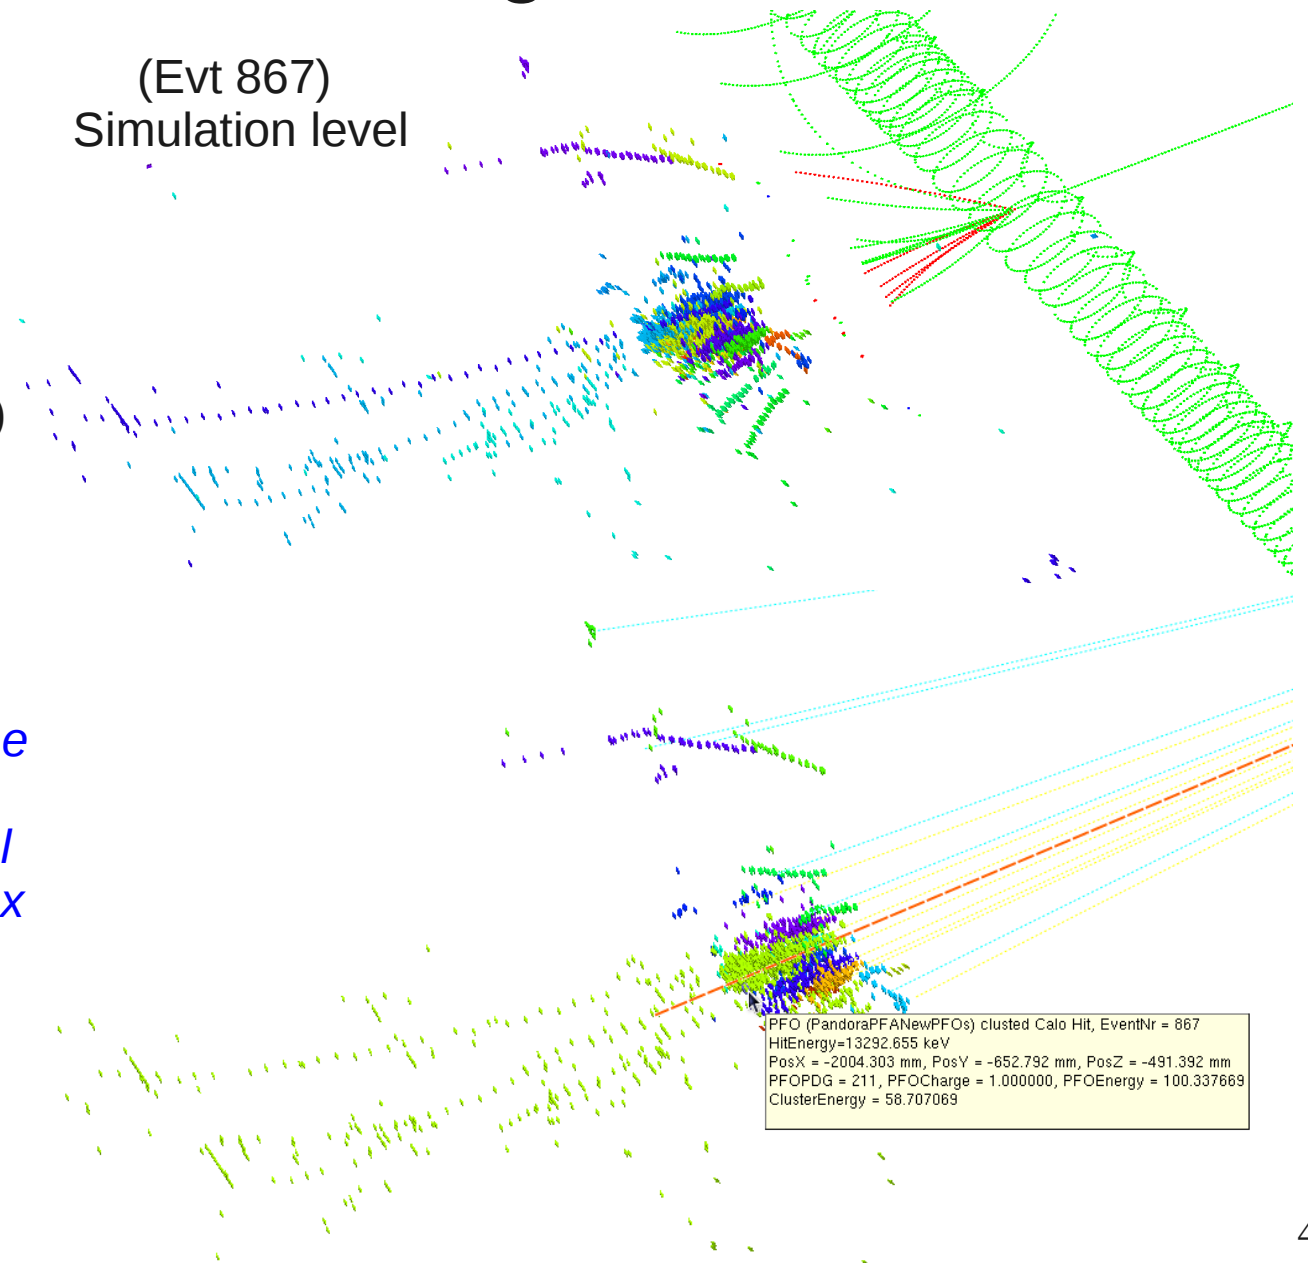 (Evt 867)
Simulation level
)
e
l
x
PFO (PandoraPFANewPFOs) clusted Calo Hit, EventNr = 867
HitEnergy=13292.655 keV
PosX = -2004.303 mm, PosY = -652.792 mm, PosZ = -491.392 mm
PFOPDG = 211, PFOCharge = 1.000000, PFOEnergy = 100.337669
ClusterEnergy = 58.707069